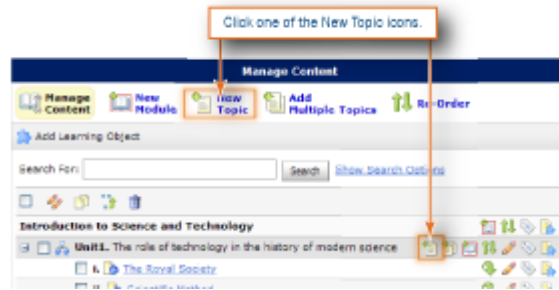 Click one of the New Topic icons.
Manage Content
Manage Content
New Module
New Topic
Add Multiple Topics
Re-Order
Add Learning Object
Search For:
Search
Show Search Options
Introduction to Science and Technology
Unit1. The role of technology in the history of modern science
I. The Royal Society
II. Scientific Method